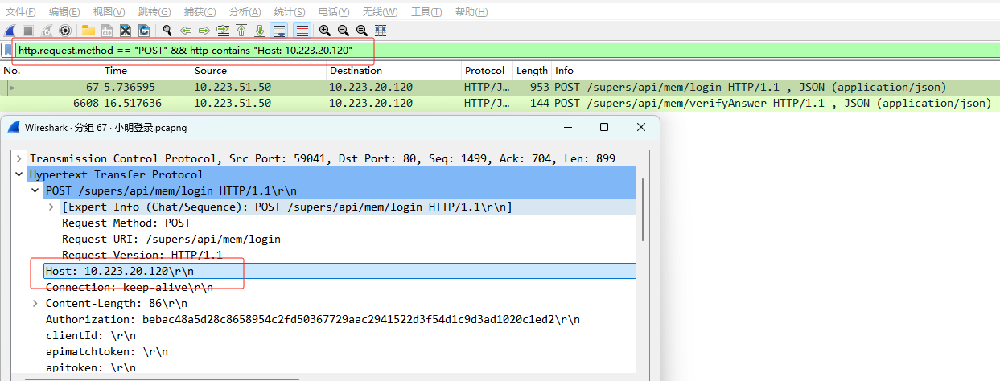 文件(F) 编辑(E) 视图(V) 跳转(G) 捕获(C) 分析(A) 统计(S) 电话(Y) 无线(W) 工具(T) 帮助(H)
http.request.method == "POST" && http contains "Host: 10.223.20.120"
No. Time Source Destination Protocol Length Info
67 5.736595 10.223.51.50 10.223.20.120 HTTP/J… 953 POST /supers/api/mem/login HTTP/1.1 , JSON (application/json)
6608 16.517636 10.223.51.50 10.223.20.120 HTTP/J… 144 POST /supers/api/mem/verifyAnswer HTTP/1.1 , JSON (application/json)
Wireshark · 分组 67 · 小明登录.pcapng
Transmission Control Protocol, Src Port: 59041, Dst Port: 80, Seq: 1499, Ack: 704, Len: 899
Hypertext Transfer Protocol
POST /supers/api/mem/login HTTP/1.1\r\n
[Expert Info (Chat/Sequence): POST /supers/api/mem/login HTTP/1.1\r\n]
Request Method: POST
Request URI: /supers/api/mem/login
Request Version: HTTP/1.1
Host: 10.223.20.120\r\n
Connection: keep-alive\r\n
Content-Length: 86\r\n
Authorization: bebac48a5d28c8658954c2fd50367729aac2941522d3f54d1c9d3ad1020c1ed2\r\n
clientId: \r\n
apimatchtoken: \r\n
apitoken: \r\n